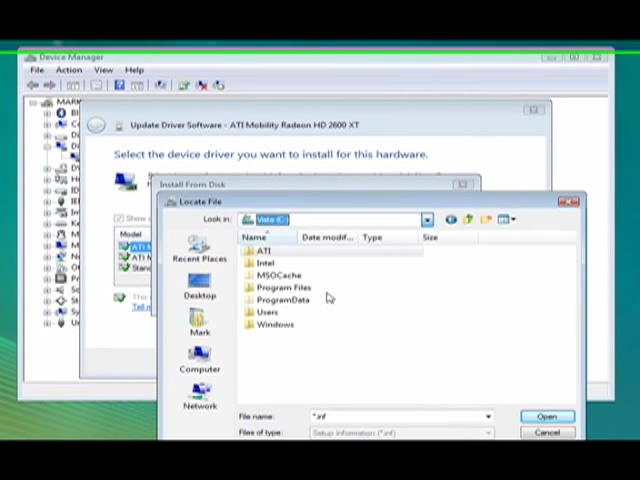 Device Manager
File Action View Help
MARK
Update Driver Software - ATI Mobility Radeon HD 2600 XT
Select the device driver you want to install for this hardware.
Install From Disk
Locate File
Look in: Vista (C:)
Name Date modif... Type Size
Recent Places
Desktop
Mark
Computer
Network
ATI
Intel
MSOCache
Program Files
ProgramData
Users
Windows
Show
Model
ATI M
ATI M
Stand
This
Tell
File name: *.inf Open
Files of type: Setup Information (*.inf) Cancel